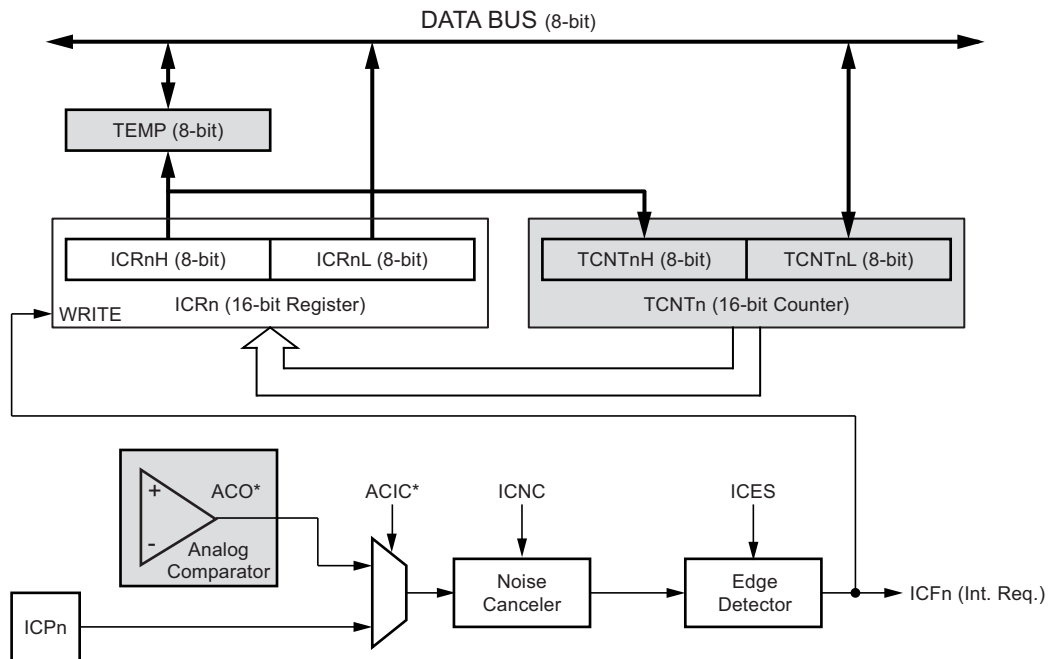 DATA BUS (8-bit)
TEMP (8-bit)
ICRnH (8-bit)
ICRnL (8-bit)
TCNTnH (8-bit)
TCNTnL (8-bit)
WRITE
ICRn (16-bit Register)
TCNTn (16-bit Counter)
+
-
ACO*
Analog
Comparator
ACIC*
ICNC
ICES
Noise
Canceler
Edge
Detector
ICFn (Int. Req.)
ICPn